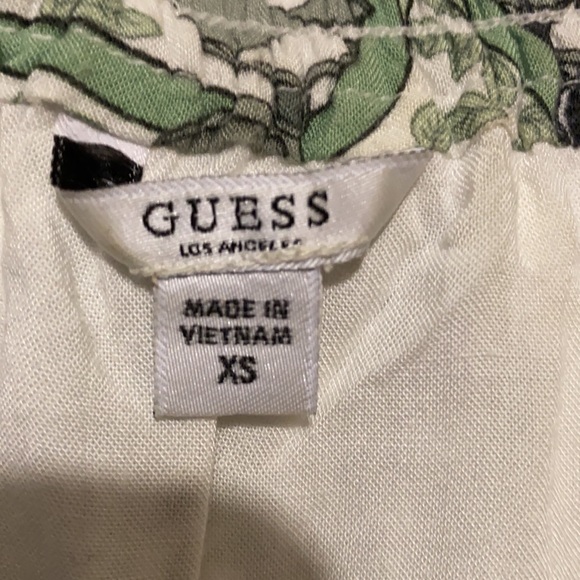 GUESS
LOS ANGELES
MADE IN
VIETNAM
XS